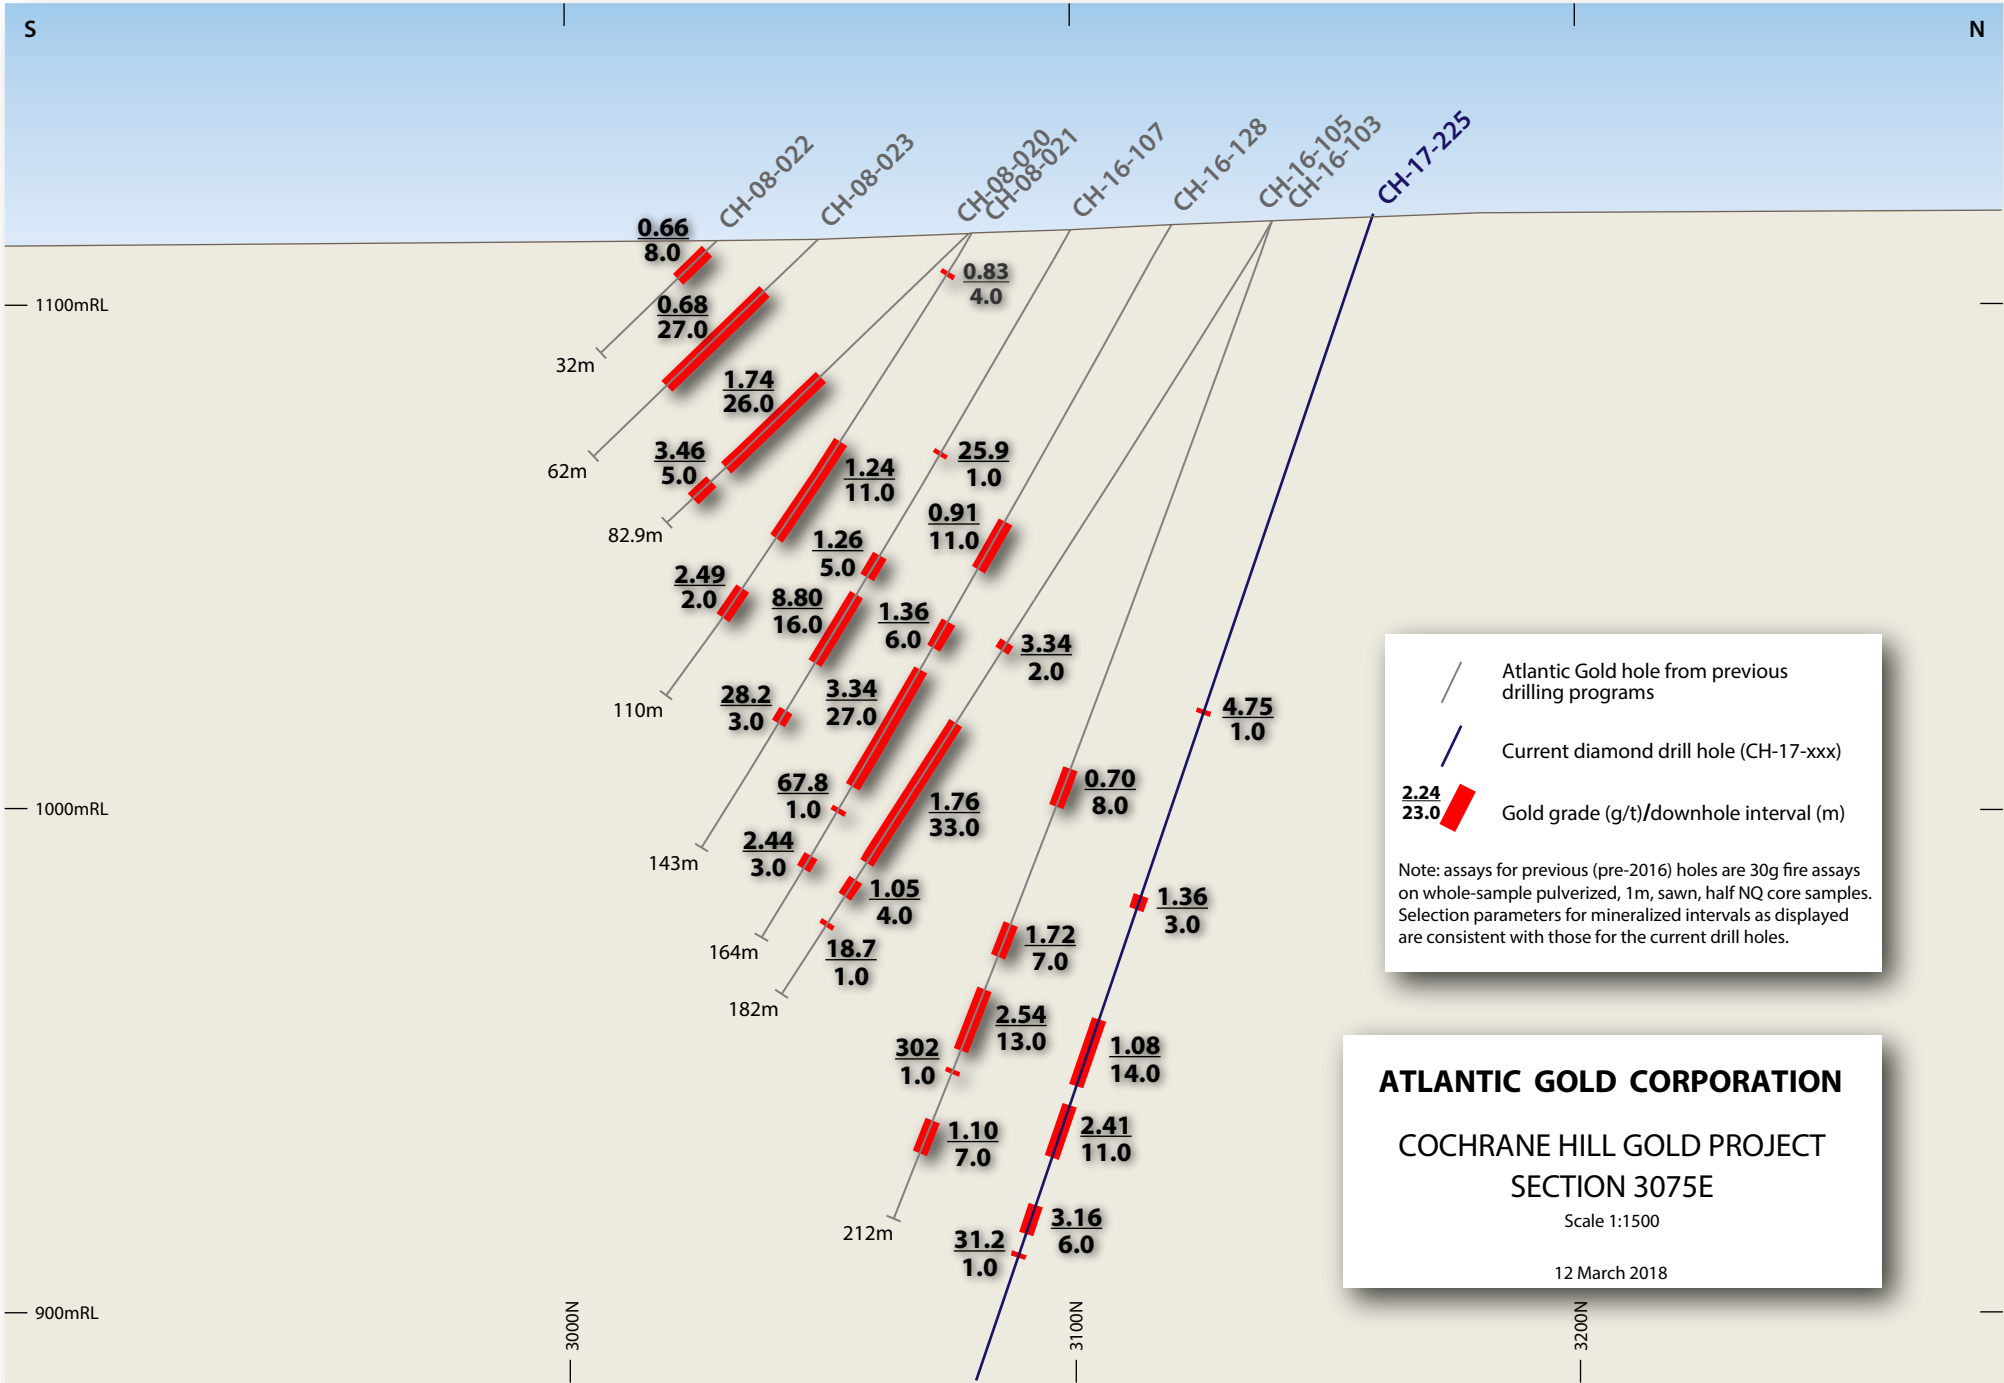 S
N
CH-08-022
CH-08-023
CH-08-020
CH-08-021
CH-16-107
CH-16-128
CH-16-105
CH-16-103
CH-17-225
0.66
8.0
0.83
4.0
1100mRL
0.68
27.0
32m
1.74
26.0
62m
3.46
5.0
1.24
11.0
25.9
1.0
82.9m
0.91
11.0
1.26
5.0
2.49
2.0
8.80
16.0
1.36
6.0
3.34
2.0
110m
28.2
3.0
3.34
27.0
4.75
1.0
67.8
1.0
1.76
33.0
0.70
8.0
1000mRL
143m
2.44
3.0
1.05
4.0
1.36
3.0
164m
18.7
1.0
1.72
7.0
182m
2.54
13.0
302
1.0
1.08
14.0
1.10
7.0
2.41
11.0
212m
3.16
6.0
31.2
1.0
900mRL
3000N
3100N
3200N
Atlantic Gold hole from previous
drilling programs
Current diamond drill hole (CH-17-xxx)
2.24
23.0
Gold grade (g/t)/downhole interval (m)
Note: assays for previous (pre-2016) holes are 30g fire assays
on whole-sample pulverized, 1m, sawn, half NQ core samples.
Selection parameters for mineralized intervals as displayed
are consistent with those for the current drill holes.
ATLANTIC GOLD CORPORATION
COCHRANE HILL GOLD PROJECT
SECTION 3075E
Scale 1:1500
12 March 2018